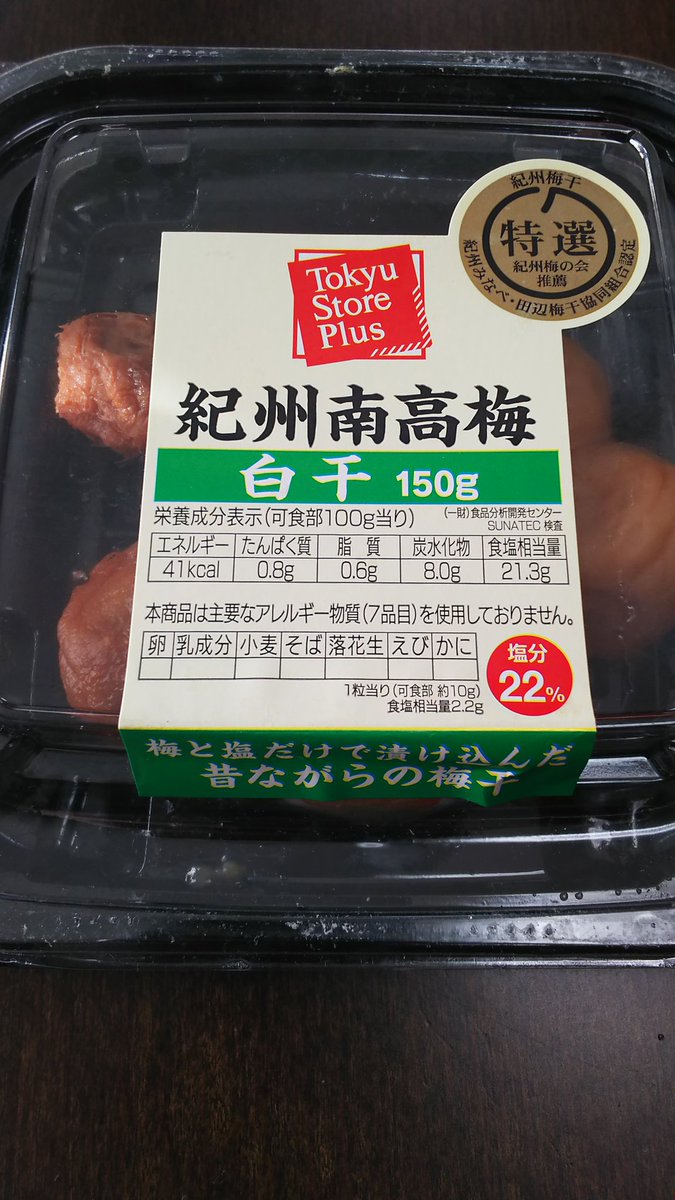 紀州梅干
特選
紀州梅の会
推薦
紀州みなべ・田辺梅干協同組合認定
Tokyu
Store
Plus
紀州南高梅
白干 150g
栄養成分表示(可食部100g当り)
(一財)食品分析開発センター
SUNATEC 検査
エネルギー たんぱく質 脂質 炭水化物 食塩相当量
41kcal 0.8g 0.6g 8.0g 21.3g
本商品は主要なアレルギー物質(7品目)を使用しておりません。
卵 乳成分 小麦 そば 落花生 えび かに
塩分
22%
1粒当り(可食部 約10g)
食塩相当量2.2g
梅と塩だけで漬け込んだ
昔ながらの梅干